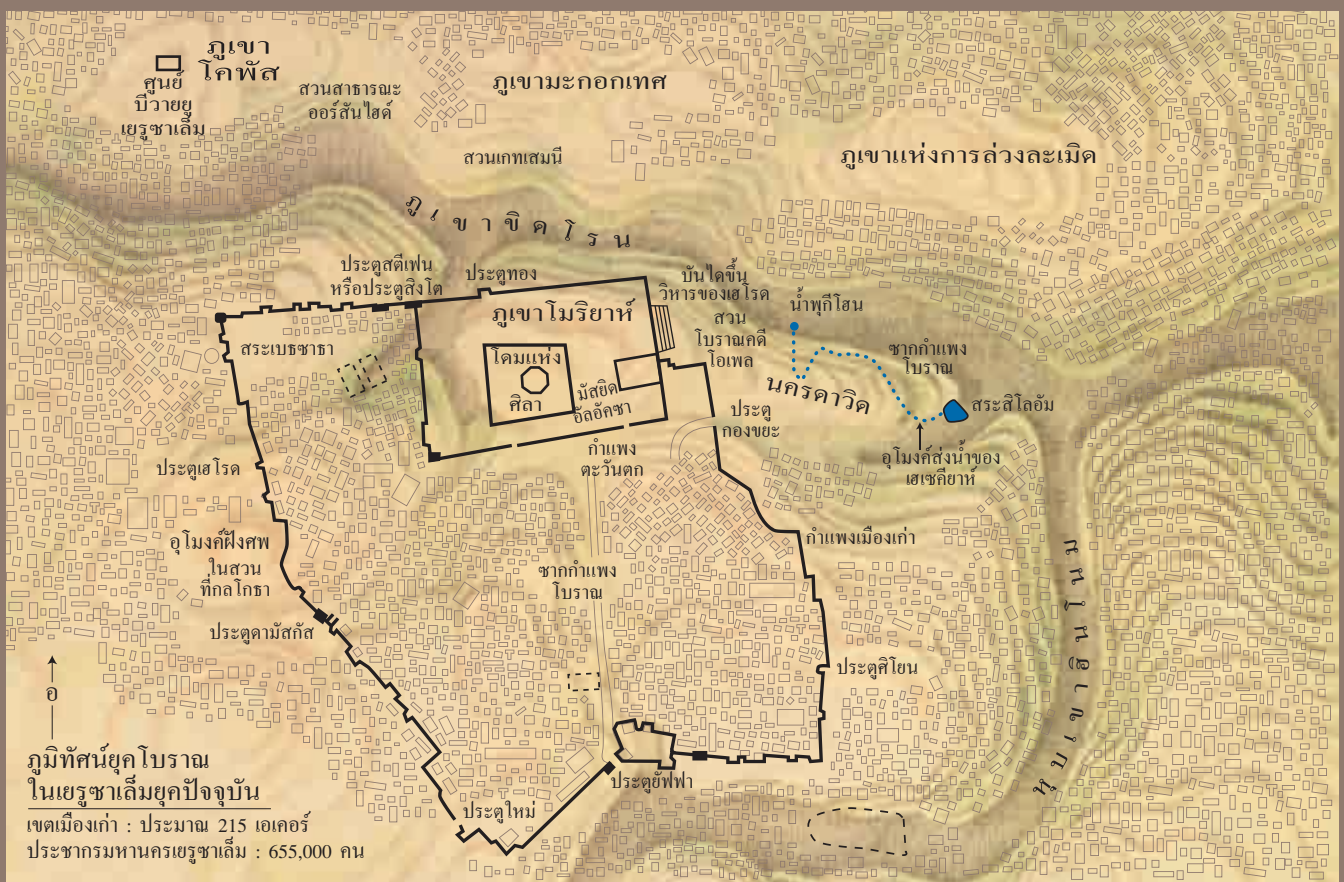 ภูเขา
โคพัส
ศูนย์
บีวายยู
เยรูซาเล็ม
สวนสาธารณะ
ออร์สันไฮด์
ภูเขามะกอกเทศ
สวนเกทเสมนี
ภูเขาแห่งการล่วงละเมิด
ภูเขาขิดโรน
ประตูสตีเฟน
หรือประตูสิงโต
ประตูทอง
บันไดขึ้น
วิหารของเฮโรด
น้ำพุกีโฮน
ภูเขาโมริยาห์
สวน
โบราณคดี
โอเฟล
สระเบธซาธา
โดมแห่ง
ศิลา
มัสยิด
อัลอัคซา
ซากกำแพง
โบราณ
นครดาวิด
สระสิโลอัม
ประตู
กองขยะ
กำแพง
ตะวันตก
อุโมงค์ส่งน้ำของ
เฮเซคียาห์
ประตูเฮโรด
กำแพงเมืองเก่า
อุโมงค์ฝังศพ
ในสวน
ที่กลโกธา
ซากกำแพง
โบราณ
ประตูดามัสกัส
หุบเขาฮินโนม
ประตูศิโยน
อ
ภูมิทัศน์ยุคโบราณ
ในเยรูซาเล็มยุคปัจจุบัน
ประตูยัฟฟา
ประตูใหม่
เขตเมืองเก่า : ประมาณ 215 เอเคอร์
ประชากรมหานครเยรูซาเล็ม : 655,000 คน